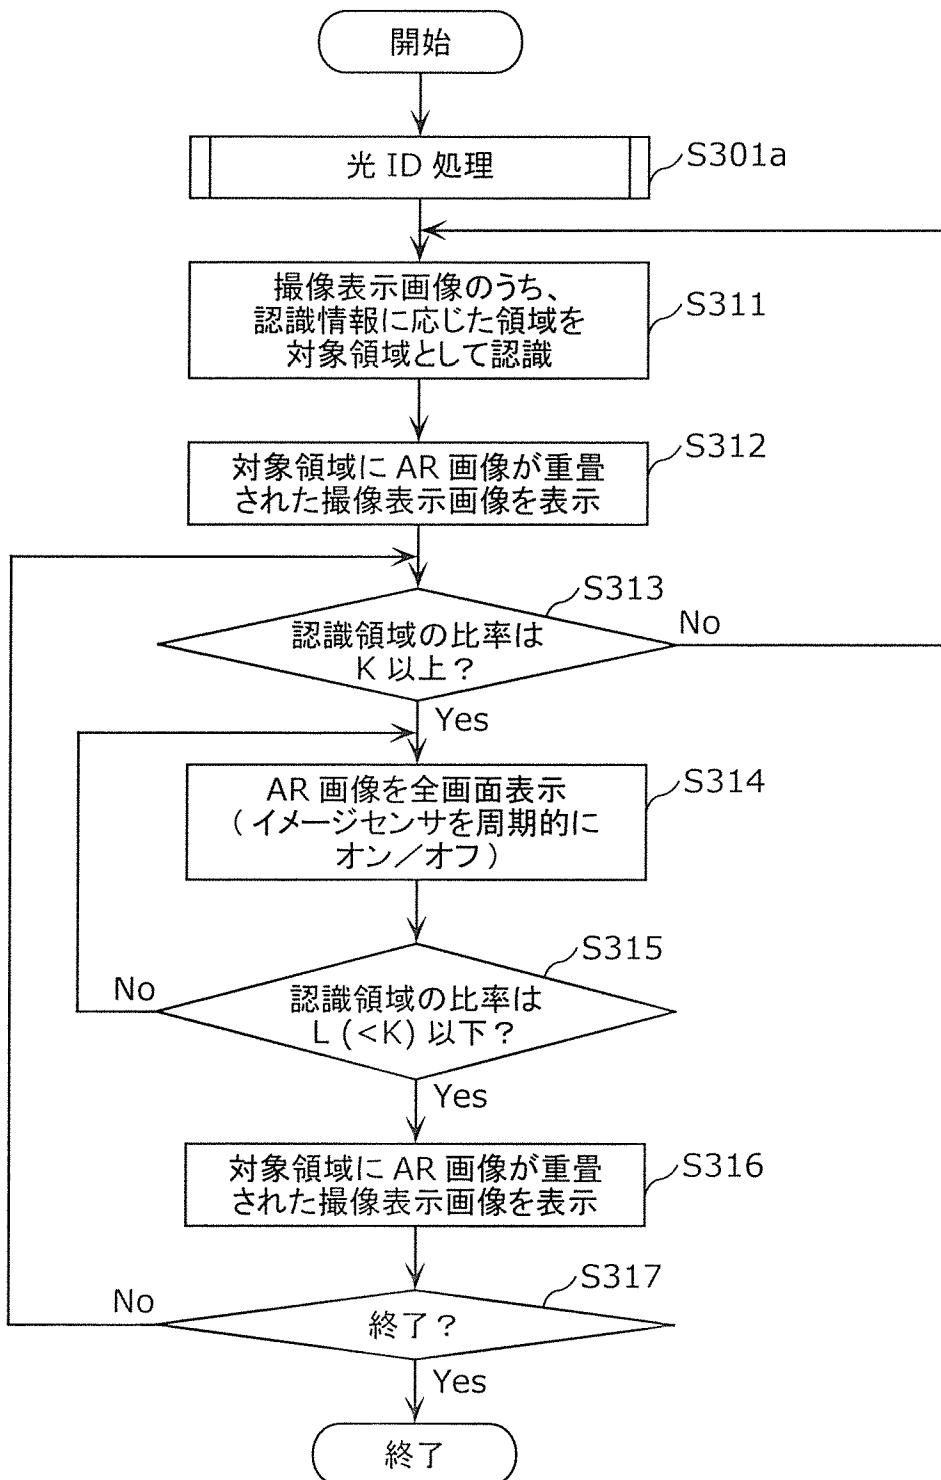 開始
光 ID 処理
S301a
撮像表示画像のうち、
認識情報に応じた領域を
対象領域として認識
S311
対象領域に AR 画像が重畳
された撮像表示画像を表示
S312
S313
認識領域の比率は
K 以上？
No
Yes
AR 画像を全画面表示
（イメージセンサを周期的に
オン／オフ）
S314
S315
認識領域の比率は
L (<K) 以下？
No
Yes
対象領域に AR 画像が重畳
された撮像表示画像を表示
S316
S317
終了？
No
Yes
終了